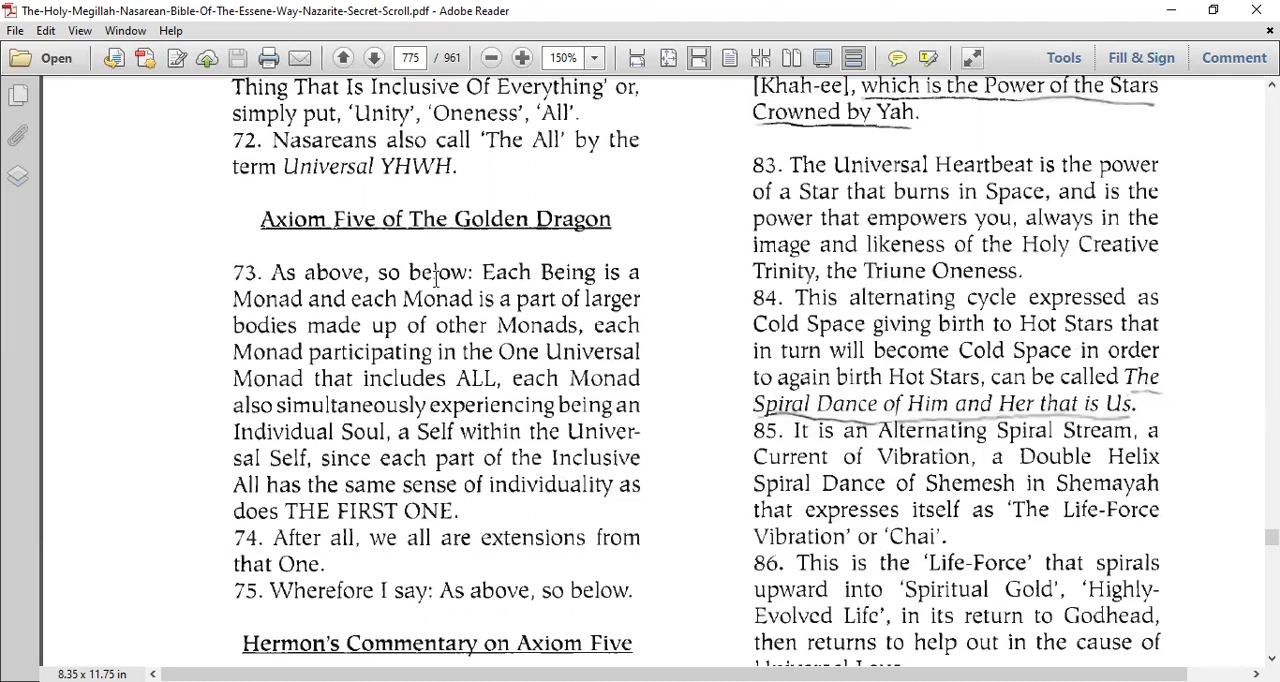 The-Holy-Megillah-Nasarean-Bible-Of-The-Essene-Way-Nazarite-Secret-Scroll.pdf - Adobe Reader
File Edit View Window Help
Open 775 / 961 150% Tools Fill & Sign Comment
Thing That Is Inclusive Of Everything' or,
simply put, 'Unity', 'Oneness', 'All'.
72. Nasareans also call 'The All' by the
term Universal YHWH.
Axiom Five of The Golden Dragon
73. As above, so below: Each Being is a
Monad and each Monad is a part of larger
bodies made up of other Monads, each
Monad participating in the One Universal
Monad that includes ALL, each Monad
also simultaneously experiencing being an
Individual Soul, a Self within the Univer-
sal Self, since each part of the Inclusive
All has the same sense of individuality as
does THE FIRST ONE.
74. After all, we all are extensions from
that One.
75. Wherefore I say: As above, so below.
Hermon's Commentary on Axiom Five
[Khah-ee], which is the Power of the Stars
Crowned by Yah.
83. The Universal Heartbeat is the power
of a Star that burns in Space, and is the
power that empowers you, always in the
image and likeness of the Holy Creative
Trinity, the Triune Oneness.
84. This alternating cycle expressed as
Cold Space giving birth to Hot Stars that
in turn will become Cold Space in order
to again birth Hot Stars, can be called The
Spiral Dance of Him and Her that is Us.
85. It is an Alternating Spiral Stream, a
Current of Vibration, a Double Helix
Spiral Dance of Shemesh in Shemayah
that expresses itself as 'The Life-Force
Vibration' or 'Chai'.
86. This is the 'Life-Force' that spirals
upward into 'Spiritual Gold', 'Highly-
Evolved Life', in its return to Godhead,
then returns to help out in the cause of
Universal Love
8.35 x 11.75 in